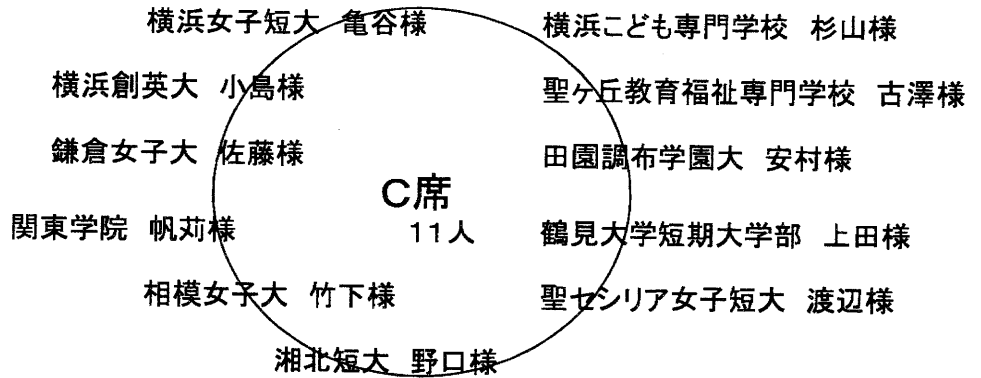 横浜女子短大 亀谷様
横浜創英大 小島様
鎌倉女子大 佐藤様
関東学院 帆苅様
相模女子大 竹下様
湘北短大 野口様
C席
11人
横浜こども専門学校 杉山様
聖ヶ丘教育福祉専門学校 古澤様
田園調布学園大 安村様
鶴見大学短期大学部 上田様
聖セシリア女子短大 渡辺様